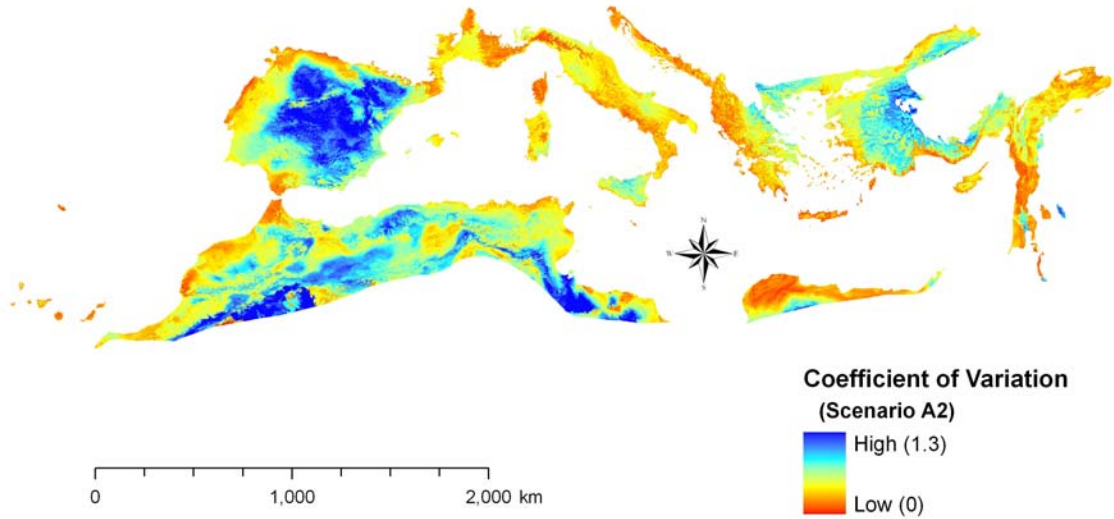 N
W E
S
Coefficient of Variation
(Scenario A2)
High (1.3)
Low (0)
0 1,000 2,000 km